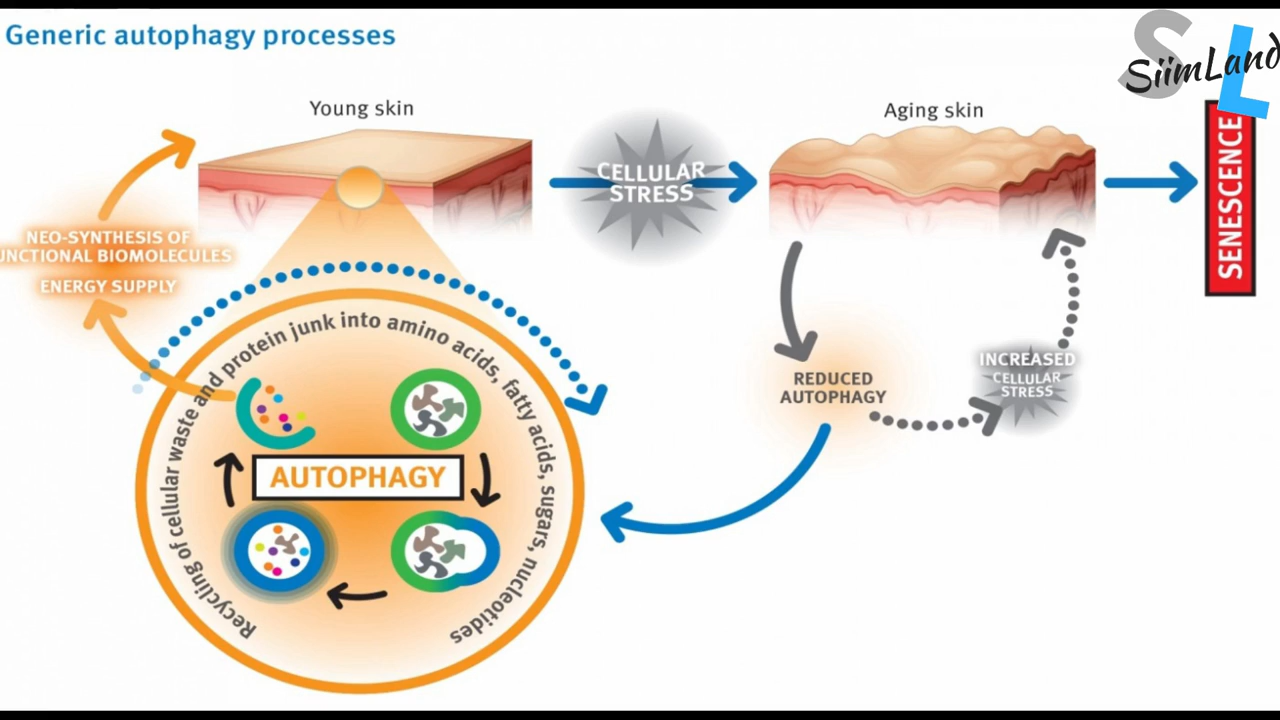 Generic autophagy processes
S L
SiimLand
Young skin
Aging skin
CELLULAR
STRESS
SENESCENCE
NEO-SYNTHESIS OF
BIOMOLECULES
ENERGY SUPPLY
Recycling of cellular waste and protein junk into amino acids, fatty acids, sugars, nucleotides
AUTOPHAGY
REDUCED
AUTOPHAGY
INCREASED
CELLULAR
STRESS